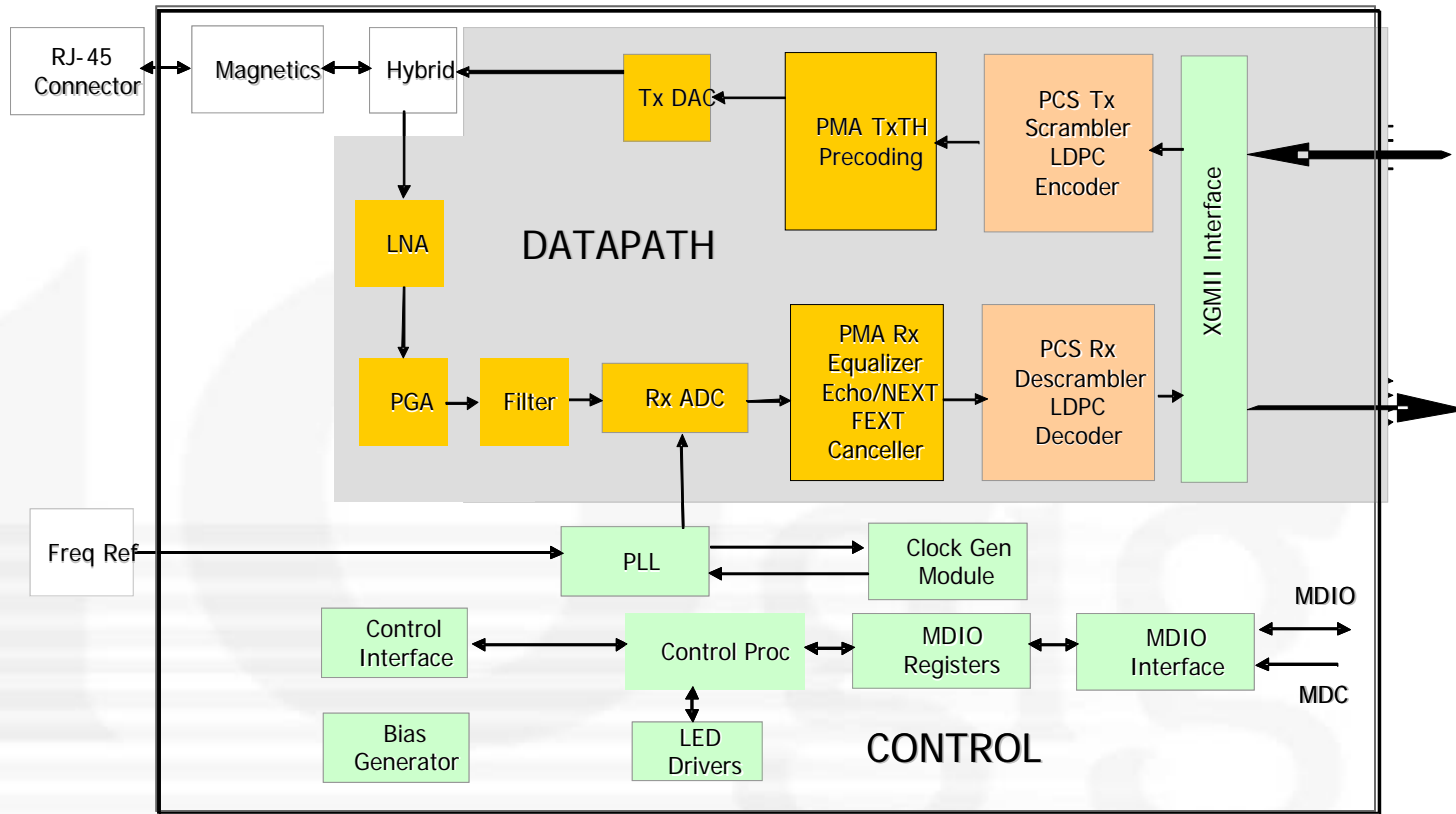 RJ-45
Connector
Magnetics
Hybrid
Tx DAC
PMA TxTH
Precoding
PCS Tx
Scrambler
LDPC
Encoder
XGMII Interface
LNA
DATAPATH
PGA
Filter
Rx ADC
PMA Rx
Equalizer
Echo/NEXT
FEXT
Canceller
PCS Rx
Descrambler
LDPC
Decoder
Freq Ref
PLL
Clock Gen
Module
Control
Interface
Control Proc
MDIO
Registers
MDIO
Interface
MDIO
MDC
Bias
Generator
LED
Drivers
CONTROL
10Gig